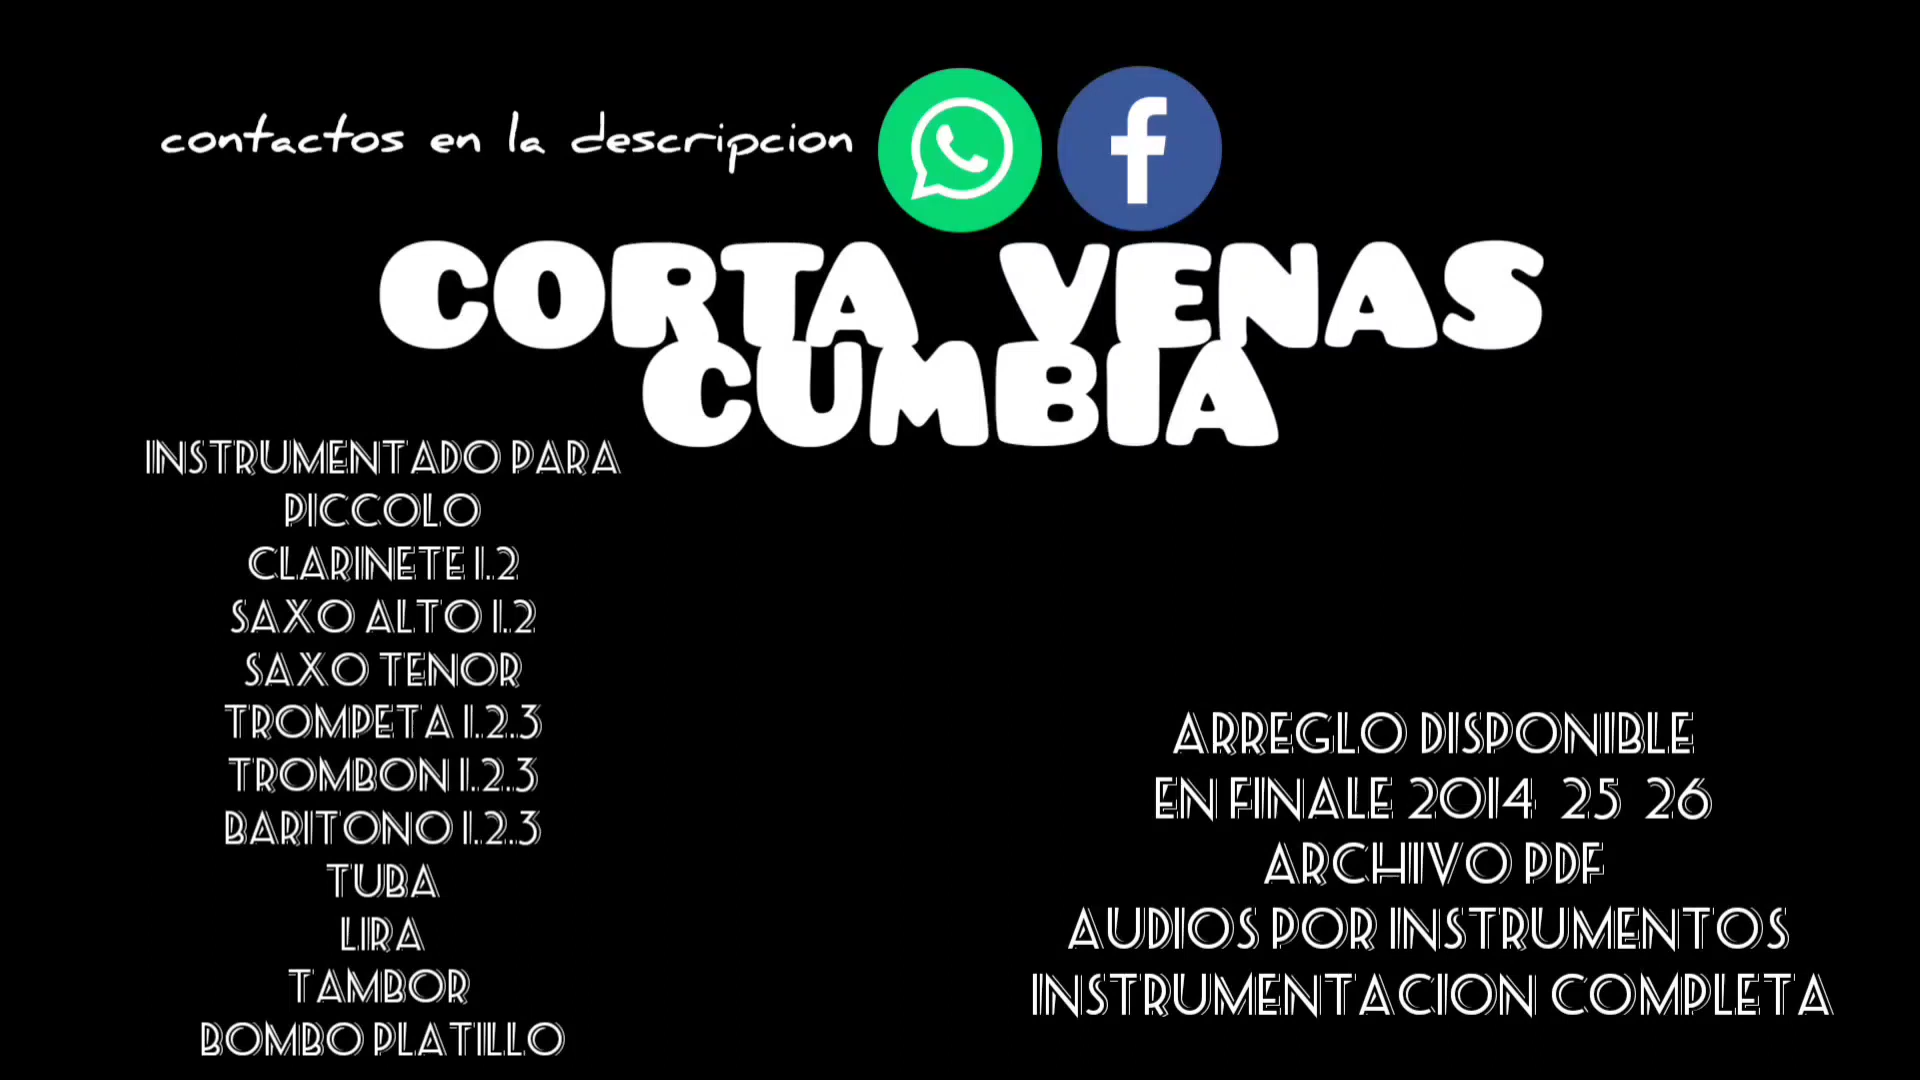 contactos en la descripcion
CORTA VENAS
CUMBIA
INSTRUMENTADO PARA
PICCOLO
CLARINETE 1.2
SAXO ALTO 1.2
SAXO TENOR
TROMPETA 1.2.3
TROMBON 1.2.3
BARITONO 1.2.3
TUBA
LIRA
TAMBOR
BOMBO PLATILLO
ARREGLO DISPONIBLE
EN FINALE 2014 25 26
ARCHIVO PDF
AUDIOS POR INSTRUMENTOS
INSTRUMENTACION COMPLETA